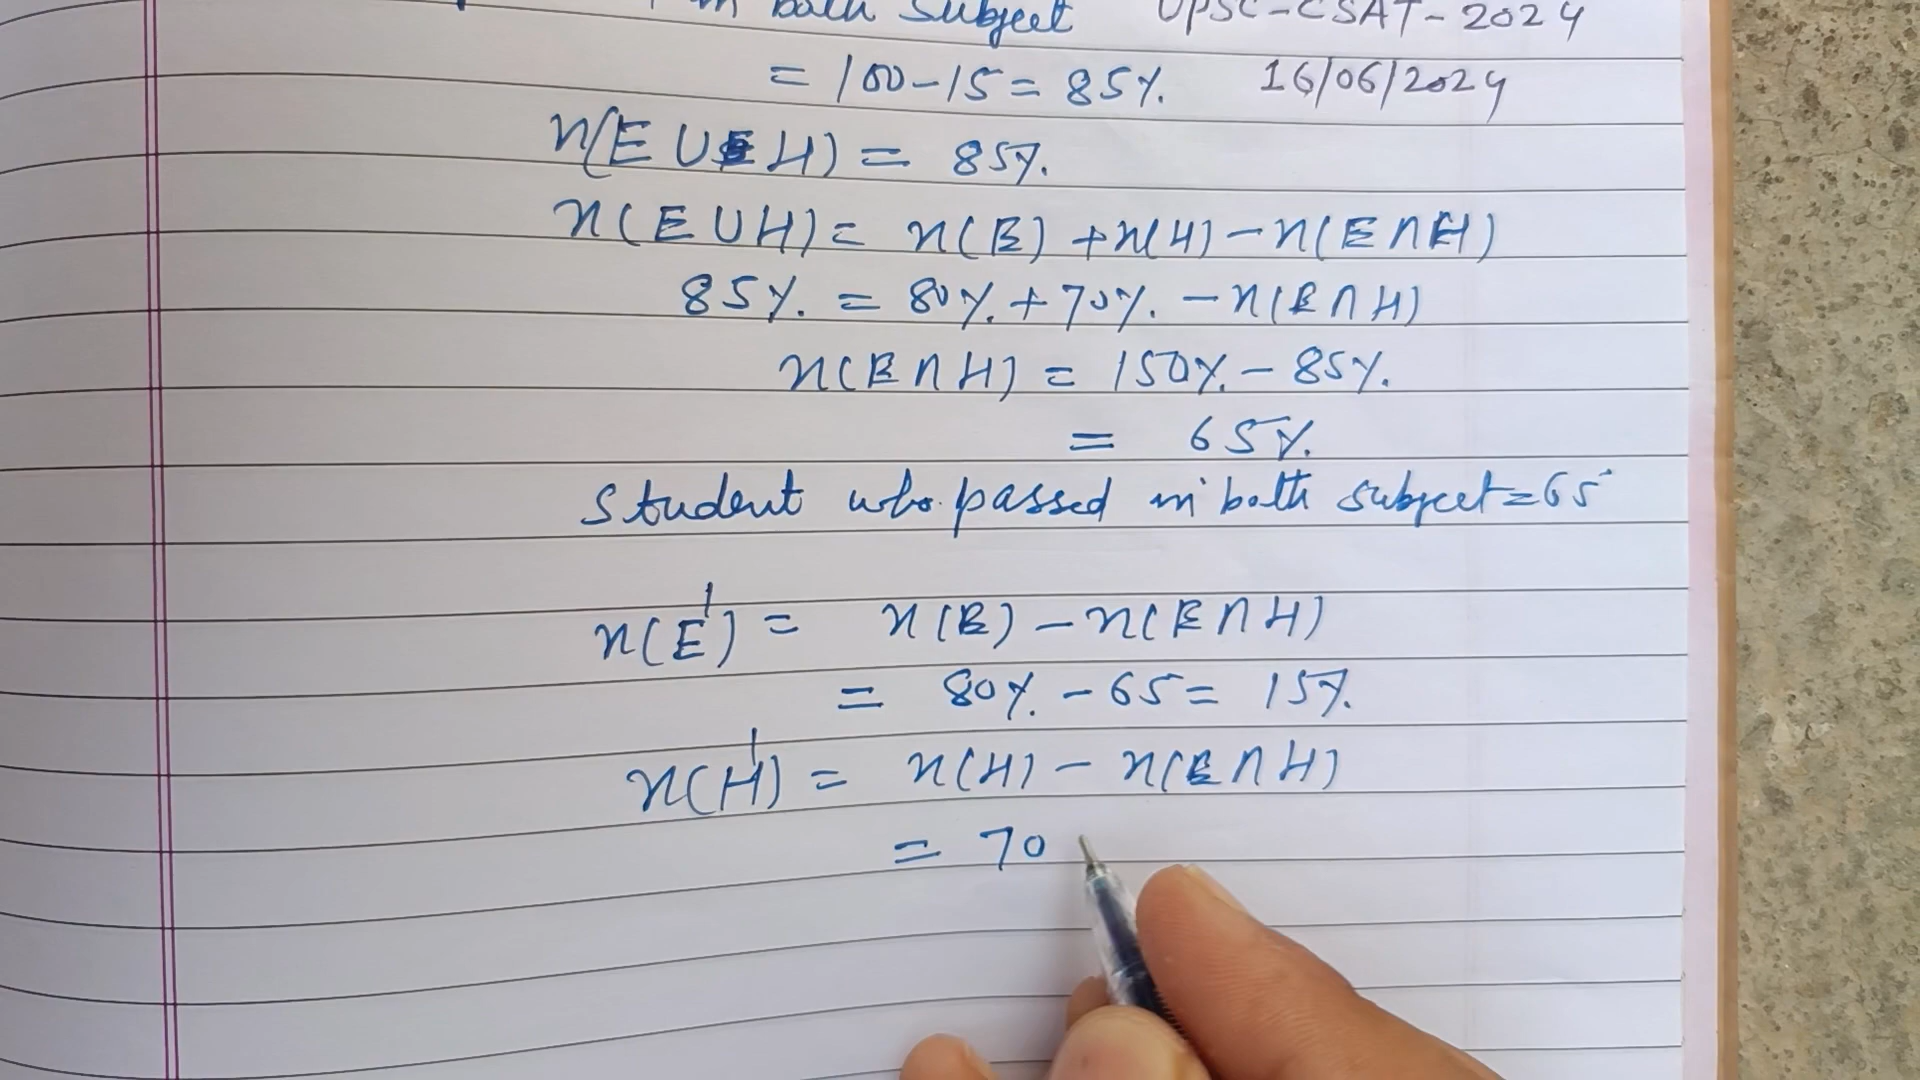 in both Subject UPSC-CSAT-2024
= 100-15 = 85%. 16/06/2024
n(E U H) = 85%.
n(E U H) = n(E) + n(H) - n(E ∩ H)
85%. = 80%. + 70%. - n(E ∩ H)
n(E ∩ H) = 150%. - 85%.
= 65%.
Student who passed in both subject = 65
n(E') = n(E) - n(E ∩ H)
= 80%. - 65 = 15%.
n(H') = n(H) - n(E ∩ H)
= 70